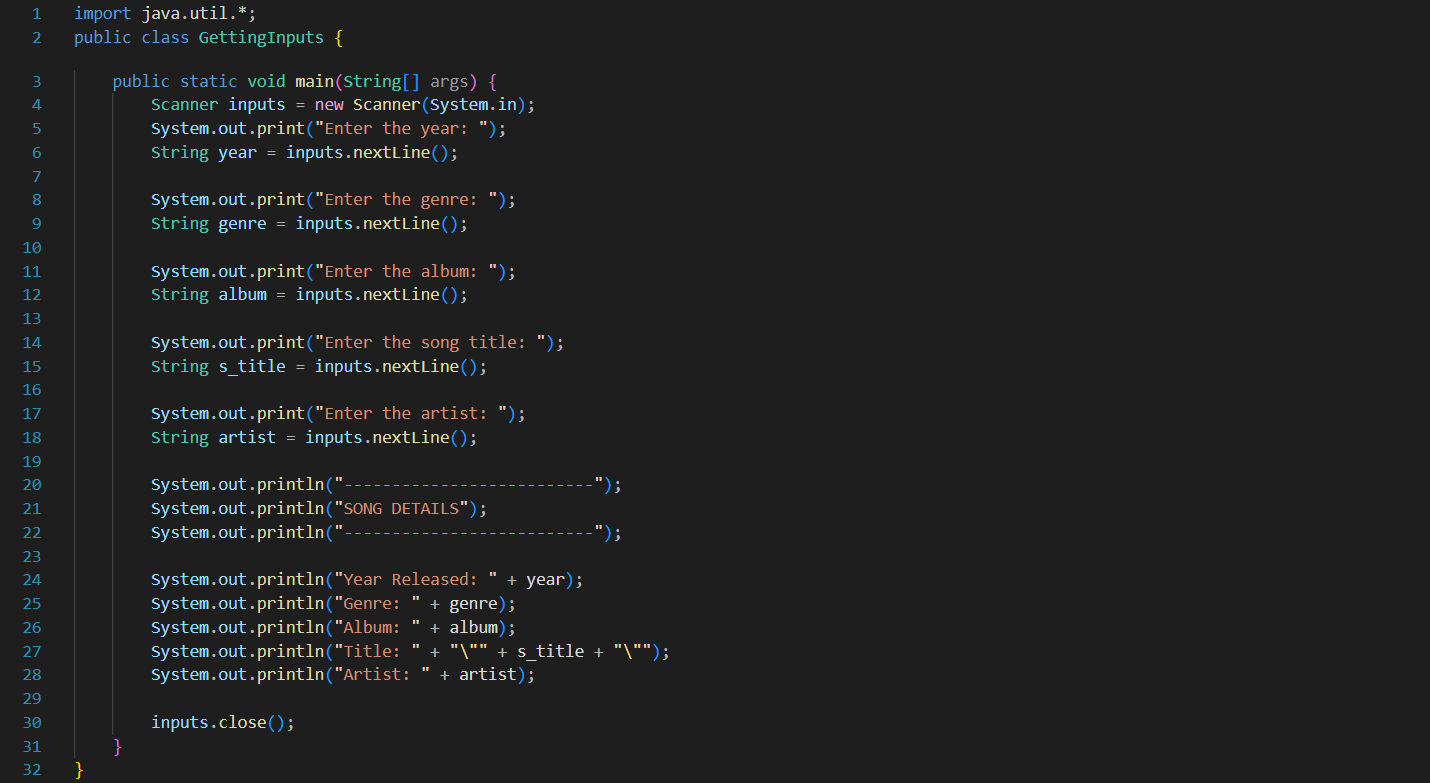 1 import java.util.*;
2 public class GettingInputs {
3 public static void main(String[] args) {
4 Scanner inputs = new Scanner(System.in);
5 System.out.print("Enter the year: ");
6 String year = inputs.nextLine();
7
8 System.out.print("Enter the genre: ");
9 String genre = inputs.nextLine();
10
11 System.out.print("Enter the album: ");
12 String album = inputs.nextLine();
13
14 System.out.print("Enter the song title: ");
15 String s_title = inputs.nextLine();
16
17 System.out.print("Enter the artist: ");
18 String artist = inputs.nextLine();
19
20 System.out.println("--------------------------");
21 System.out.println("SONG DETAILS");
22 System.out.println("--------------------------");
23
24 System.out.println("Year Released: " + year);
25 System.out.println("Genre: " + genre);
26 System.out.println("Album: " + album);
27 System.out.println("Title: " + "\"" + s_title + "\"");
28 System.out.println("Artist: " + artist);
29
30 inputs.close();
31 }
32 }